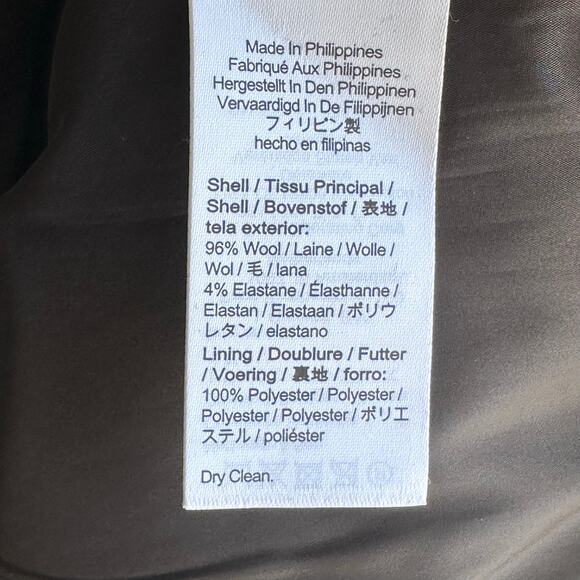 Made In Philippines
Fabriqué Aux Philippines
Hergestellt In Den Philippinen
Vervaardigd In De Filippijnen
フィリピン製
hecho en filipinas
Shell / Tissu Principal /
Shell / Bovenstof / 表地 /
tela exterior:
96% Wool / Laine / Wolle /
Wol / 毛 / lana
4% Elastane / Élasthanne /
Elastan / Elastaan / ポリウ
レタン / elastano
Lining / Doublure / Futter
/ Voering / 裏地 / forro:
100% Polyester / Polyester /
Polyester / Polyester / ポリエ
ステル / poliéster
Dry Clean.